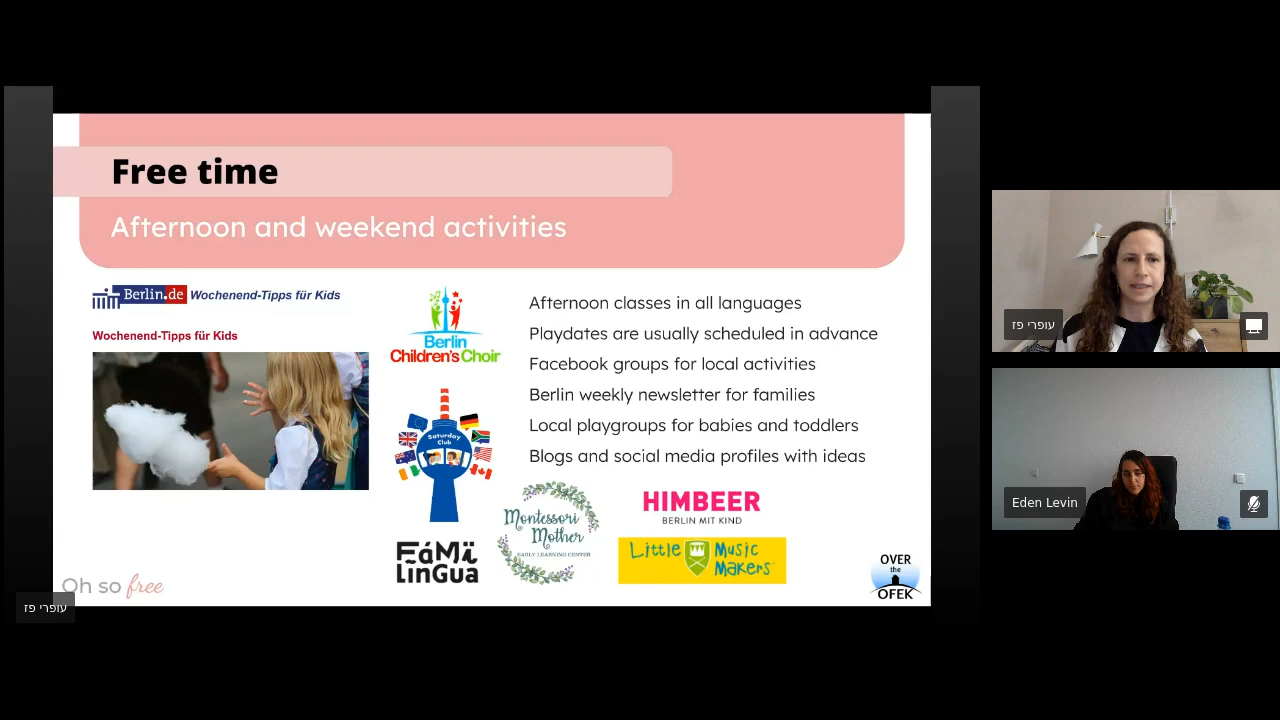 Free time
Afternoon and weekend activities
Berlin.de Wochenend-Tipps für Kids
Wochenend-Tipps für Kids
Berlin
Children's Choir
Saturday
Club
FáMi
linGua
Afternoon classes in all languages
Playdates are usually scheduled in advance
Facebook groups for local activities
Berlin weekly newsletter for families
Local playgroups for babies and toddlers
Blogs and social media profiles with ideas
Montessori
Mother
EARLY LEARNING CENTER
HIMBEER
BERLIN MIT KIND
Little Music
Makers
OVER
the
OFEK
Oh so free
עופרי פז
עופרי פז
Eden Levin